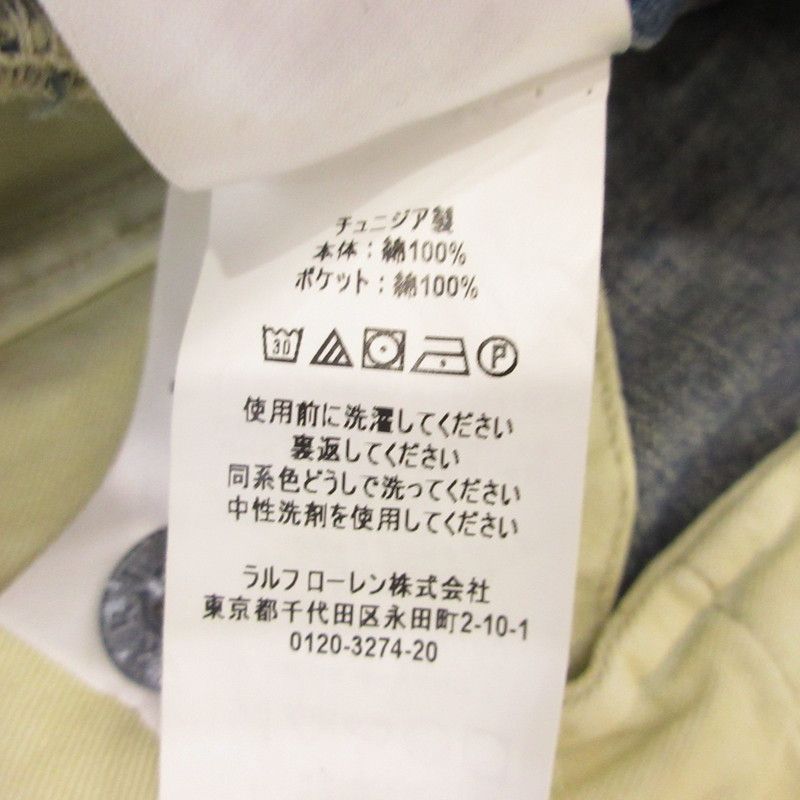 チュニジア製
本体：綿100%
ポケット：綿100%
30 P
使用前に洗濯してください
裏返してください
同系色どうしで洗ってください
中性洗剤を使用してください
ラルフ ローレン株式会社
東京都千代田区永田町2-10-1
0120-3274-20